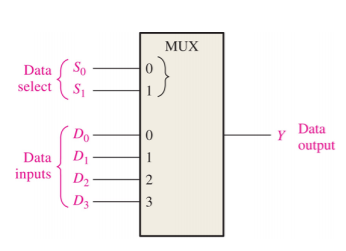 MUX
Data select
S₀ 0
S₁ 1
Data inputs
D₀ 0
D₁ 1
D₂ 2
D₃ 3
Y Data output